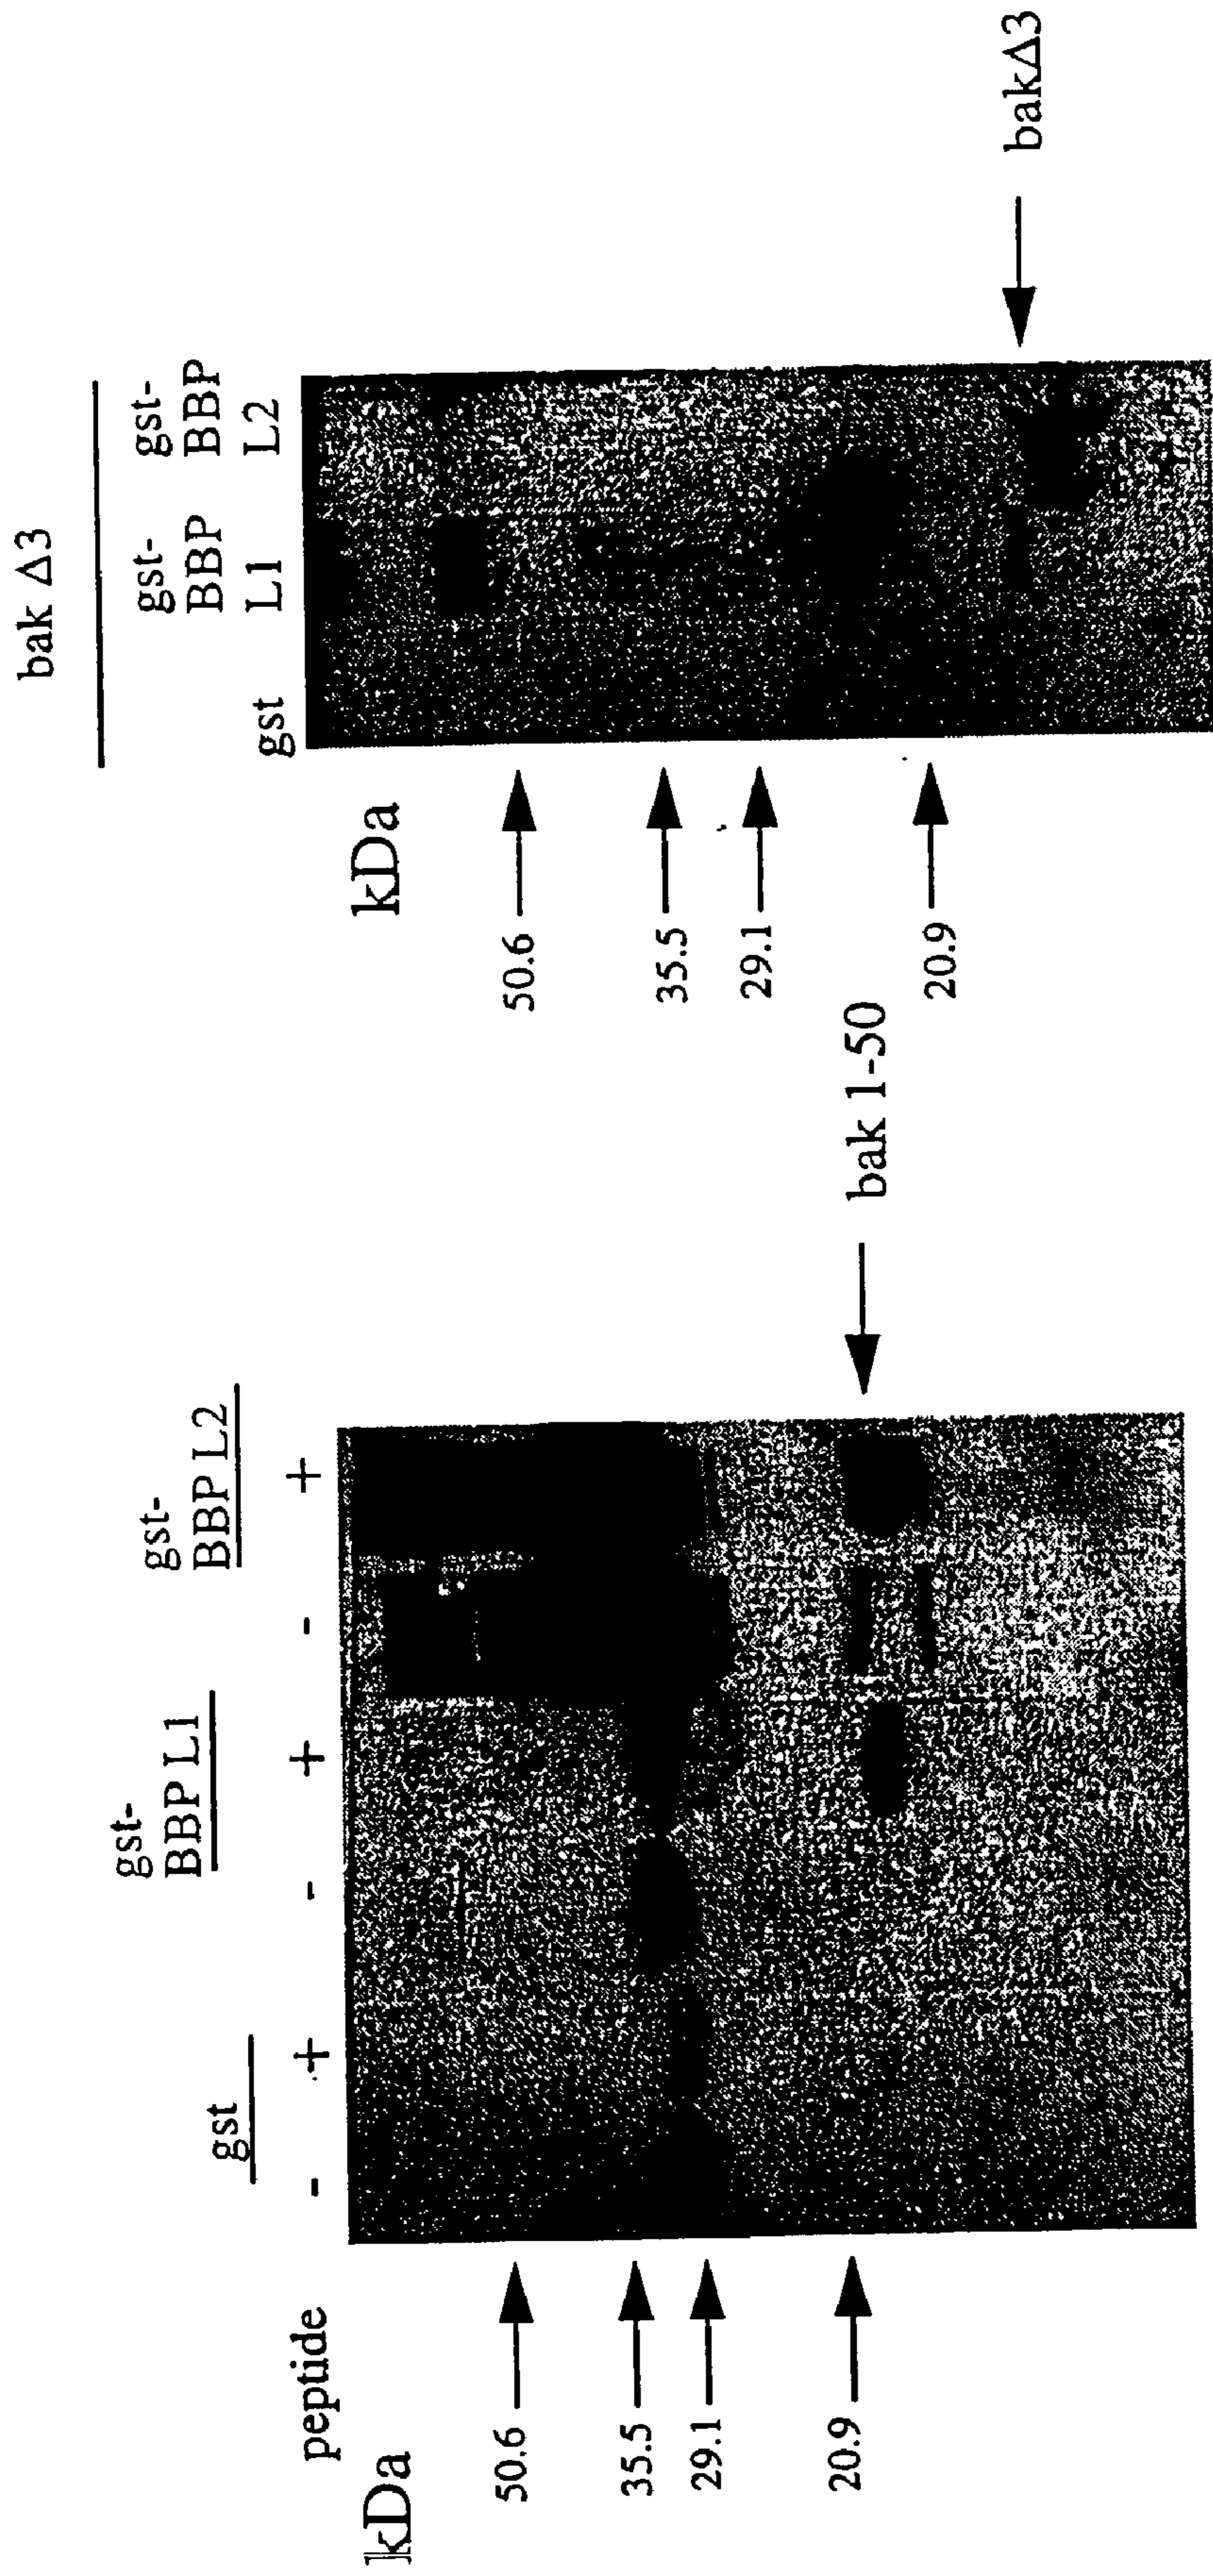 gst
gst-
BBP L1
gst-
BBP L2
peptide
-
+
-
+
-
+
kDa
50.6
35.5
29.1
20.9
bak 1-50
bak Δ3
gst
gst-
BBP
L1
gst-
BBP
L2
kDa
50.6
35.5
29.1
20.9
bakΔ3